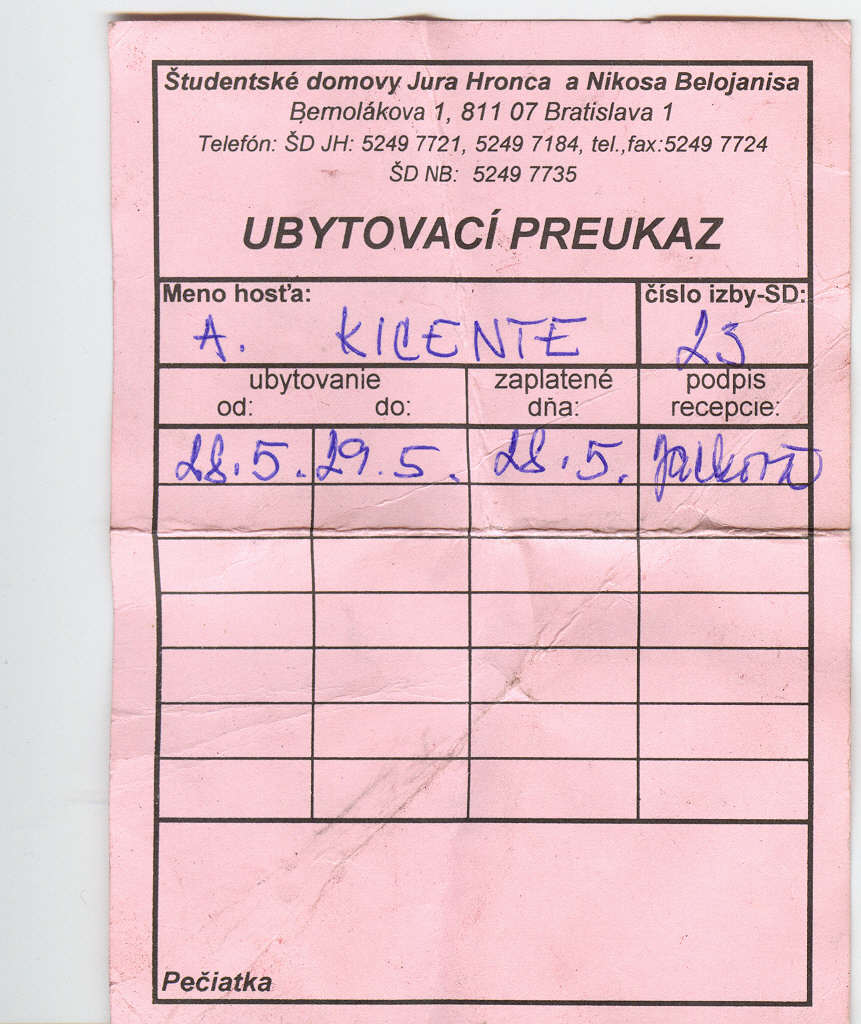 Študentské domovy Jura Hronca a Nikosa Belojanisa
Bernolákova 1, 811 07 Bratislava 1
Telefón: ŠD JH: 5249 7721, 5249 7184, tel.,fax:5249 7724
ŠD NB: 5249 7735
UBYTOVACÍ PREUKAZ
Meno hosťa: číslo izby-SD:
A. KICENTE 23
ubytovanie zaplatené podpis
od: do: dňa: recepcie:
28.5. 29.5. 28.5.
Pečiatka